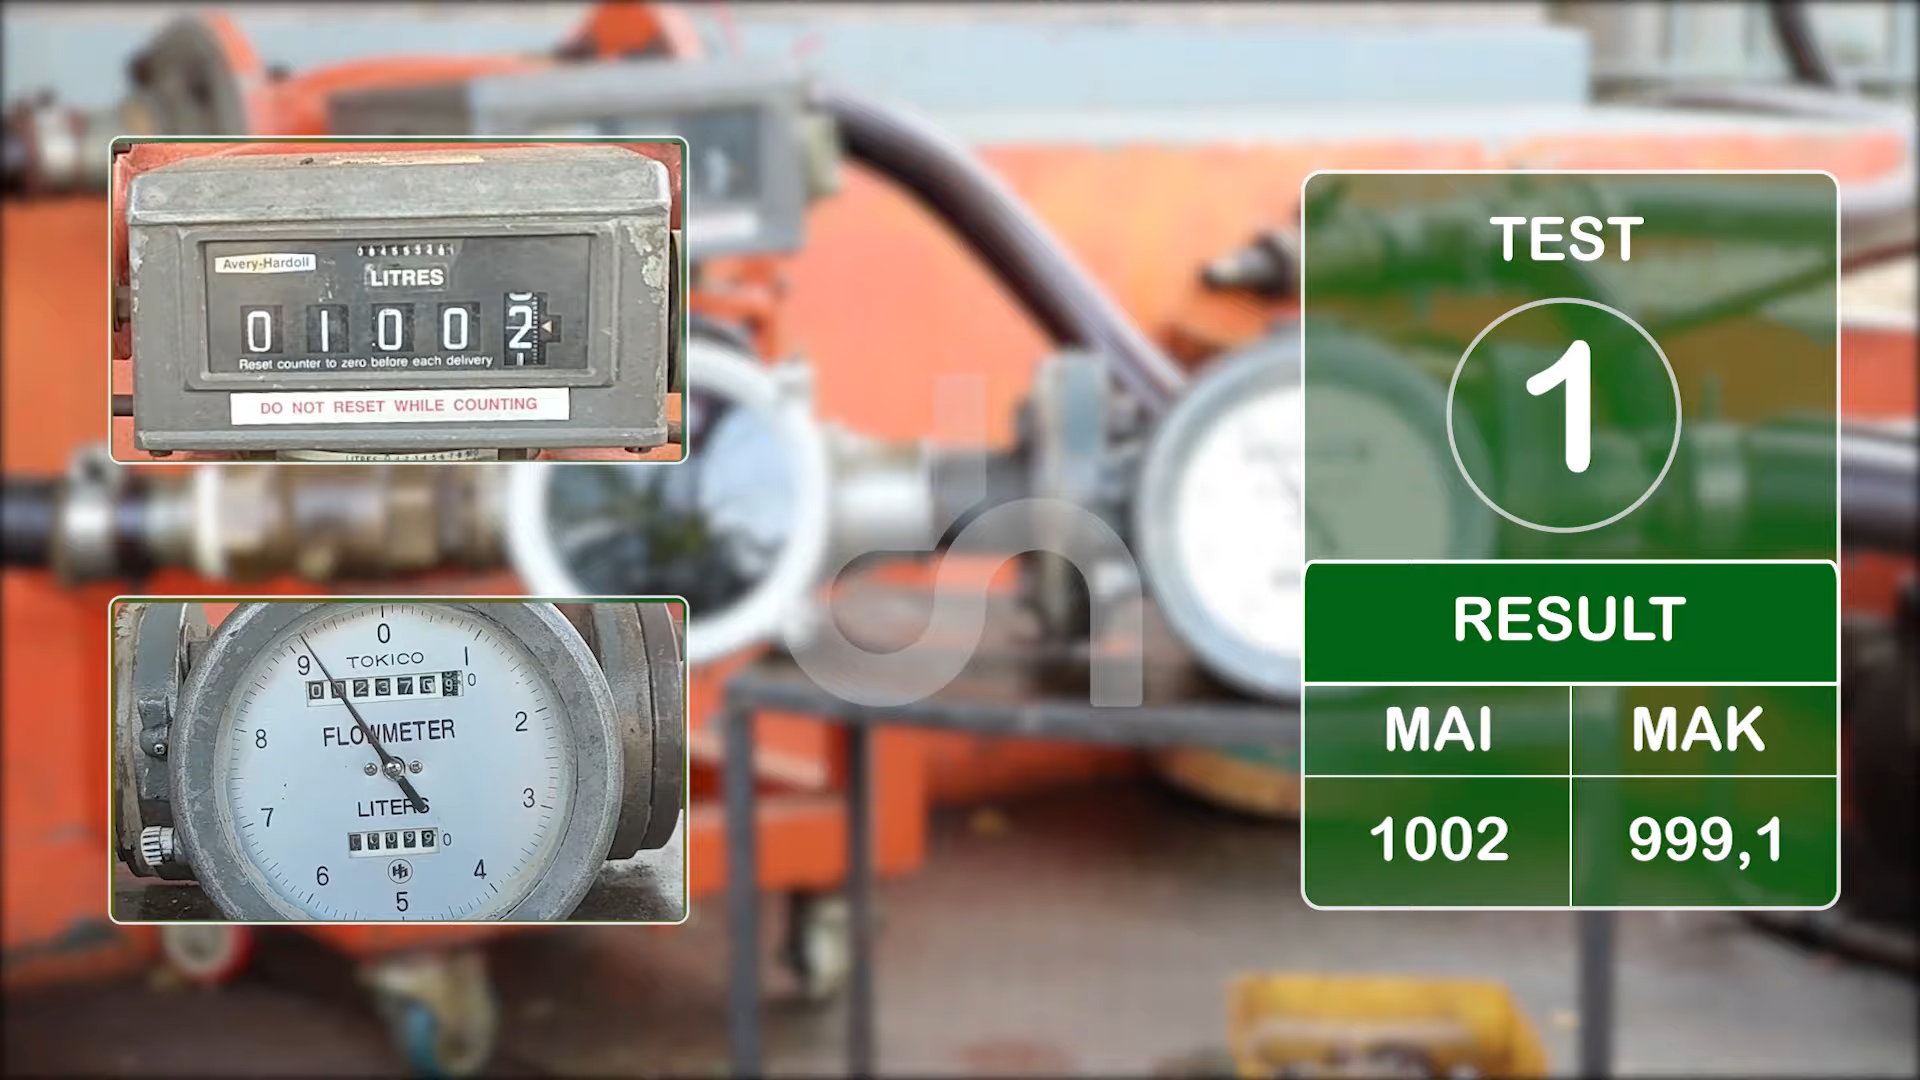 Avery-Hardoll
LITRES
0 1 0 0 2
Reset counter to zero before each delivery
DO NOT RESET WHILE COUNTING
0
9
1
TOKICO
0
8
FLOWMETER
2
7
LITERS
3
0
6
5
4
TEST
1
RESULT
MAI
MAK
1002
999,1